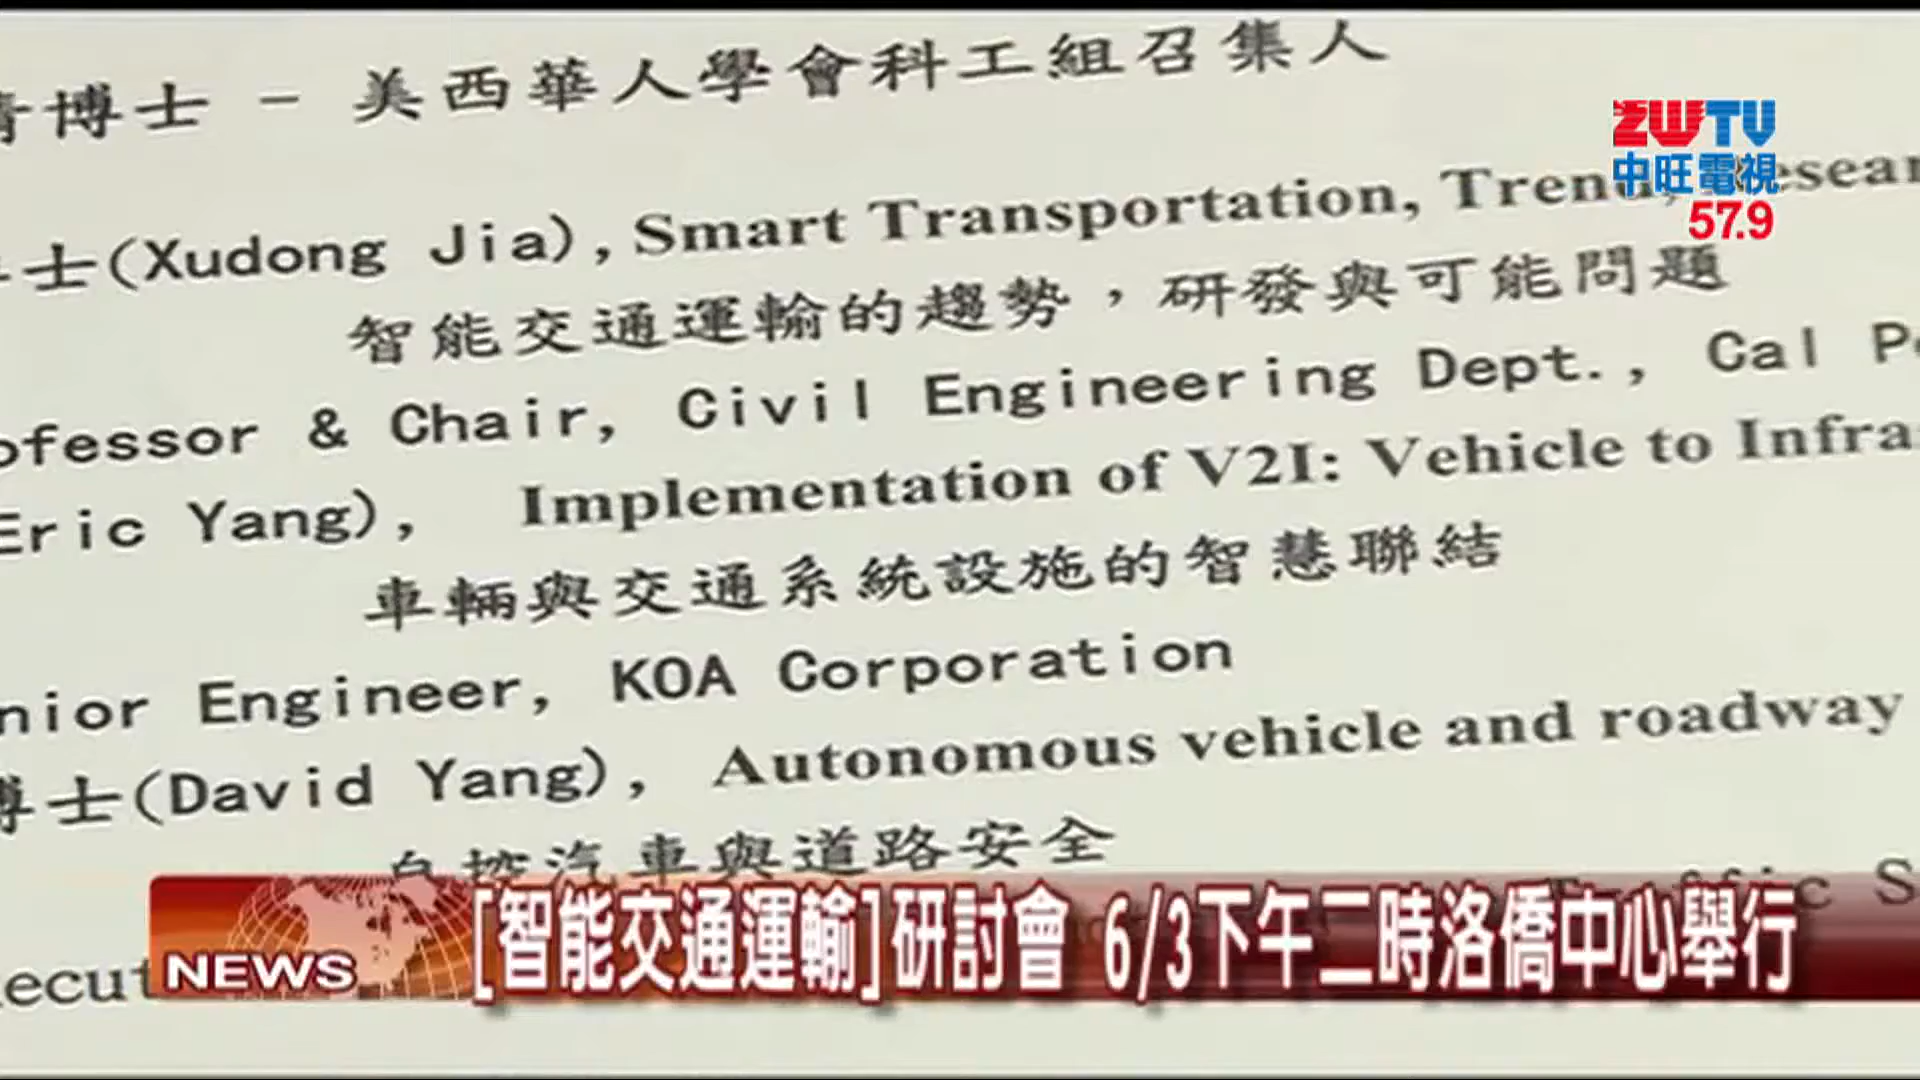 博士 - 美西華人學會科工組召集人
ZWTV
中旺電視
57.9
士(Xudong Jia), Smart Transportation, Trend,
智能交通運輸的趨勢，研發與可能問題
Professor & Chair, Civil Engineering Dept., Cal
Eric Yang), Implementation of V2I: Vehicle to
車輛與交通系統設施的智慧聯結
Engineer, KOA Corporation
博士(David Yang), Autonomous vehicle and roadway
自控汽車與道路安全
NEWS
[智能交通運輸]研討會 6/3下午二時洛僑中心舉行